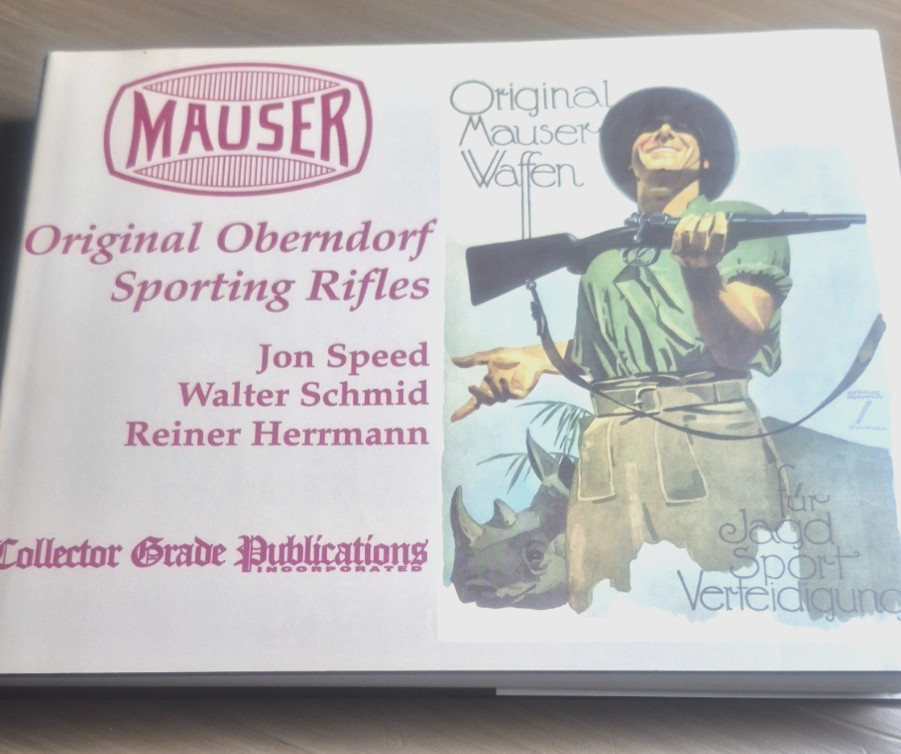 MAUSER
Original Oberndorf
Sporting Rifles
Jon Speed
Walter Schmid
Reiner Herrmann
Collector Grade Publications
INCORPORATED
Original
Mauser
Waffen
für
Jagd
Sport
Verteidigung